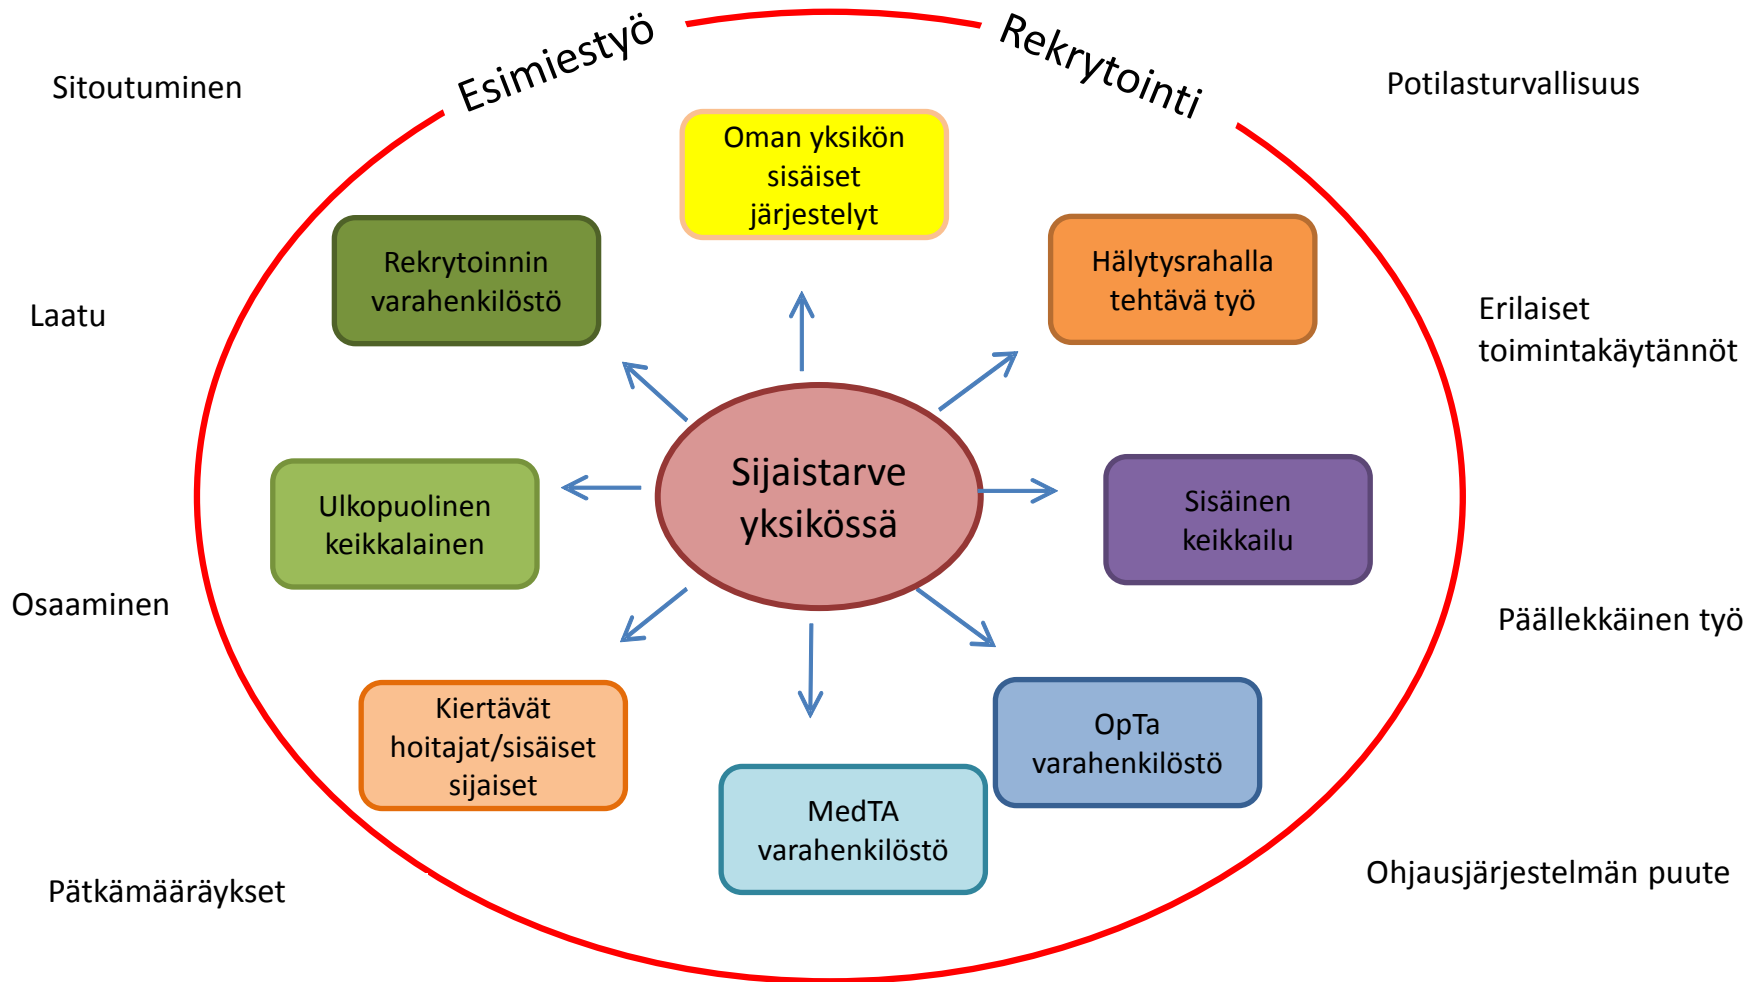 Esimiestyö
Rekrytointi
Sitoutuminen
Potilasturvallisuus
Oman yksikön
sisäiset
järjestelyt
Rekrytoinnin
varahenkilöstö
Hälytysrahalla
tehtävä työ
Laatu
Erilaiset
toimintakäytännöt
Sijaistarve
yksikössä
Ulkopuolinen
keikkalainen
Sisäinen
keikkailu
Osaaminen
Päällekkäinen työ
Kiertävät
hoitajat/sisäiset
sijaiset
OpTa
varahenkilöstö
MedTA
varahenkilöstö
Pätkämääräykset
Ohjausjärjestelmän puute